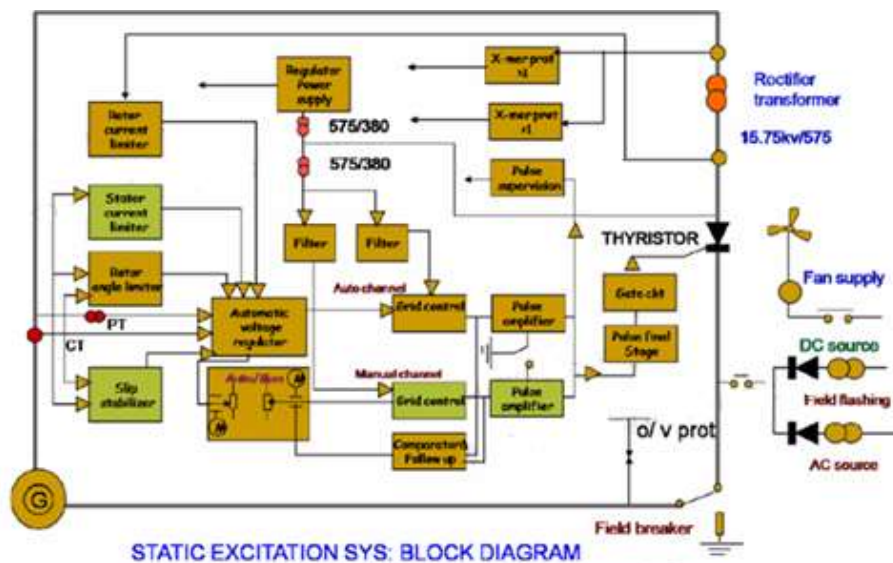 Regulator
Power
supply
X-mer prot
x1
Roctifier
transformer
575/380
X-mer prot
x1
15.75kv/575
Rotor
current
limiter
575/380
Pulse
supervision
Stator
current
limiter
Filter
Filter
THYRISTOR
Fan supply
Rotor
angle limiter
Auto channel
Gate ckt
Automatic
voltage
regulator
Grid control
Pulse
amplifier
PT
Pulse final
Stage
CT
DC source
Manual channel
Slip
stabilizer
Grid control
Pulse
amplifier
Field flashing
Comparator&
Follow up
o/ v prot
AC source
G
Field breaker
STATIC EXCITATION SYS: BLOCK DIAGRAM